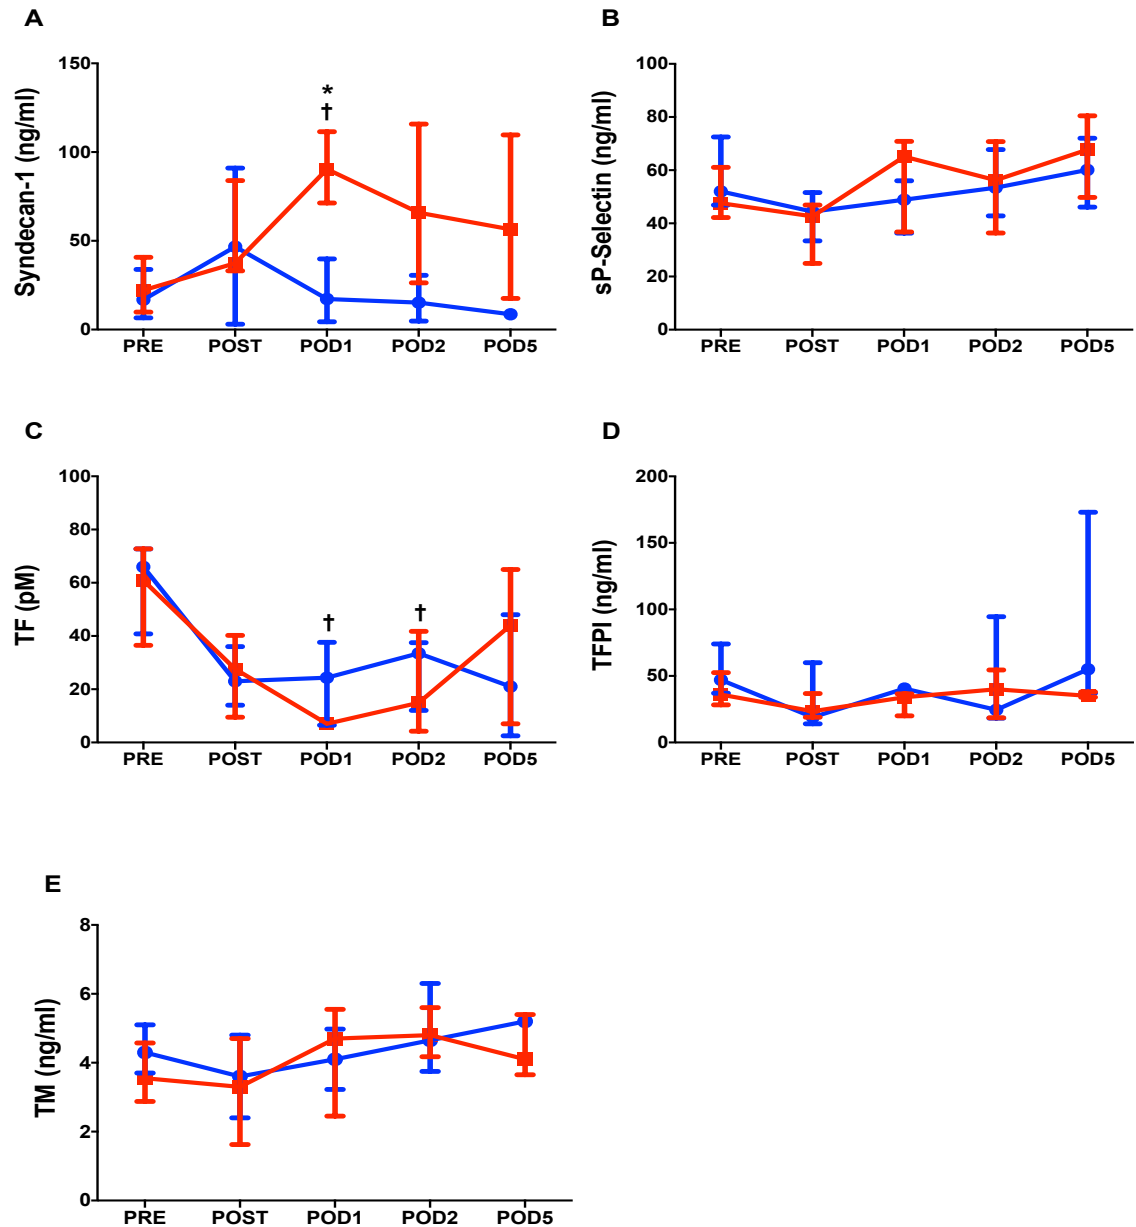 A
Syndecan-1 (ng/ml)
150
100
50
0
*
†
PRE POST POD1 POD2 POD5
B
sP-Selectin (ng/ml)
100
80
60
40
20
0
PRE POST POD1 POD2 POD5
C
TF (pM)
100
80
60
40
20
0
† †
PRE POST POD1 POD2 POD5
D
TFPI (ng/ml)
200
150
100
50
0
PRE POST POD1 POD2 POD5
E
TM (ng/ml)
8
6
4
2
0
PRE POST POD1 POD2 POD5